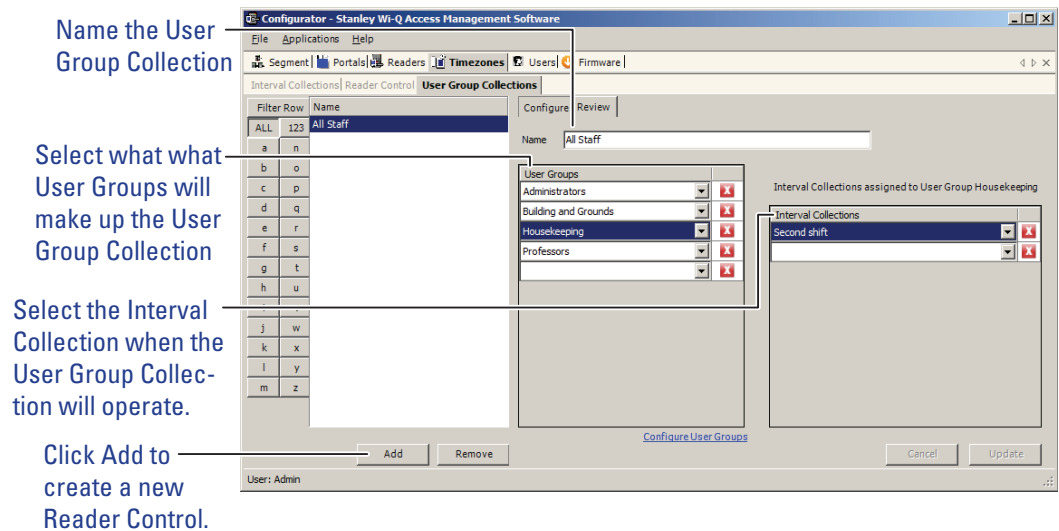 Name the User
Group Collection
Select what what
User Groups will
make up the User
Group Collection
Select the Interval
Collection when the
User Group Collec-
tion will operate.
Click Add to
create a new
Reader Control.
Configurator - Stanley Wi-Q Access Management Software
File Applications Help
Segment Portals Readers Timezones Users Firmware
Interval Collections Reader Control User Group Collections
Filter Row Name
ALL 123 All Staff
a n
b o
c p
d q
e r
f s
g t
h u
j w
k x
l y
m z
Add Remove
Configure Review
Name All Staff
User Groups
Administrators
Building and Grounds
Housekeeping
Professors
Configure User Groups
Interval Collections assigned to User Group Housekeeping
Interval Collections
Second shift
Cancel Update
User: Admin